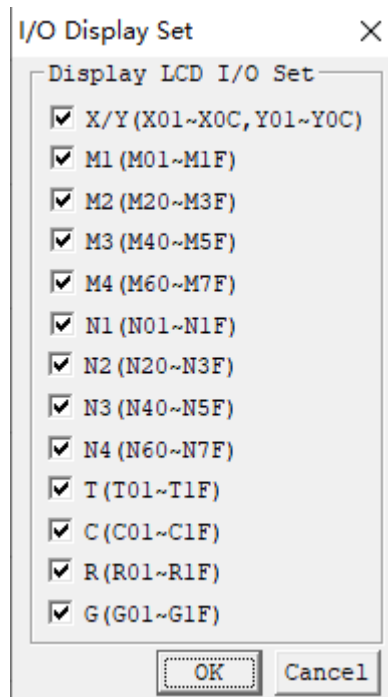 I/O Display Set
Display LCD I/O Set
X/Y(X01~X0C,Y01~Y0C)
M1(M01~M1F)
M2(M20~M3F)
M3(M40~M5F)
M4(M60~M7F)
N1(N01~N1F)
N2(N20~N3F)
N3(N40~N5F)
N4(N60~N7F)
T(T01~T1F)
C(C01~C1F)
R(R01~R1F)
G(G01~G1F)
OK Cancel